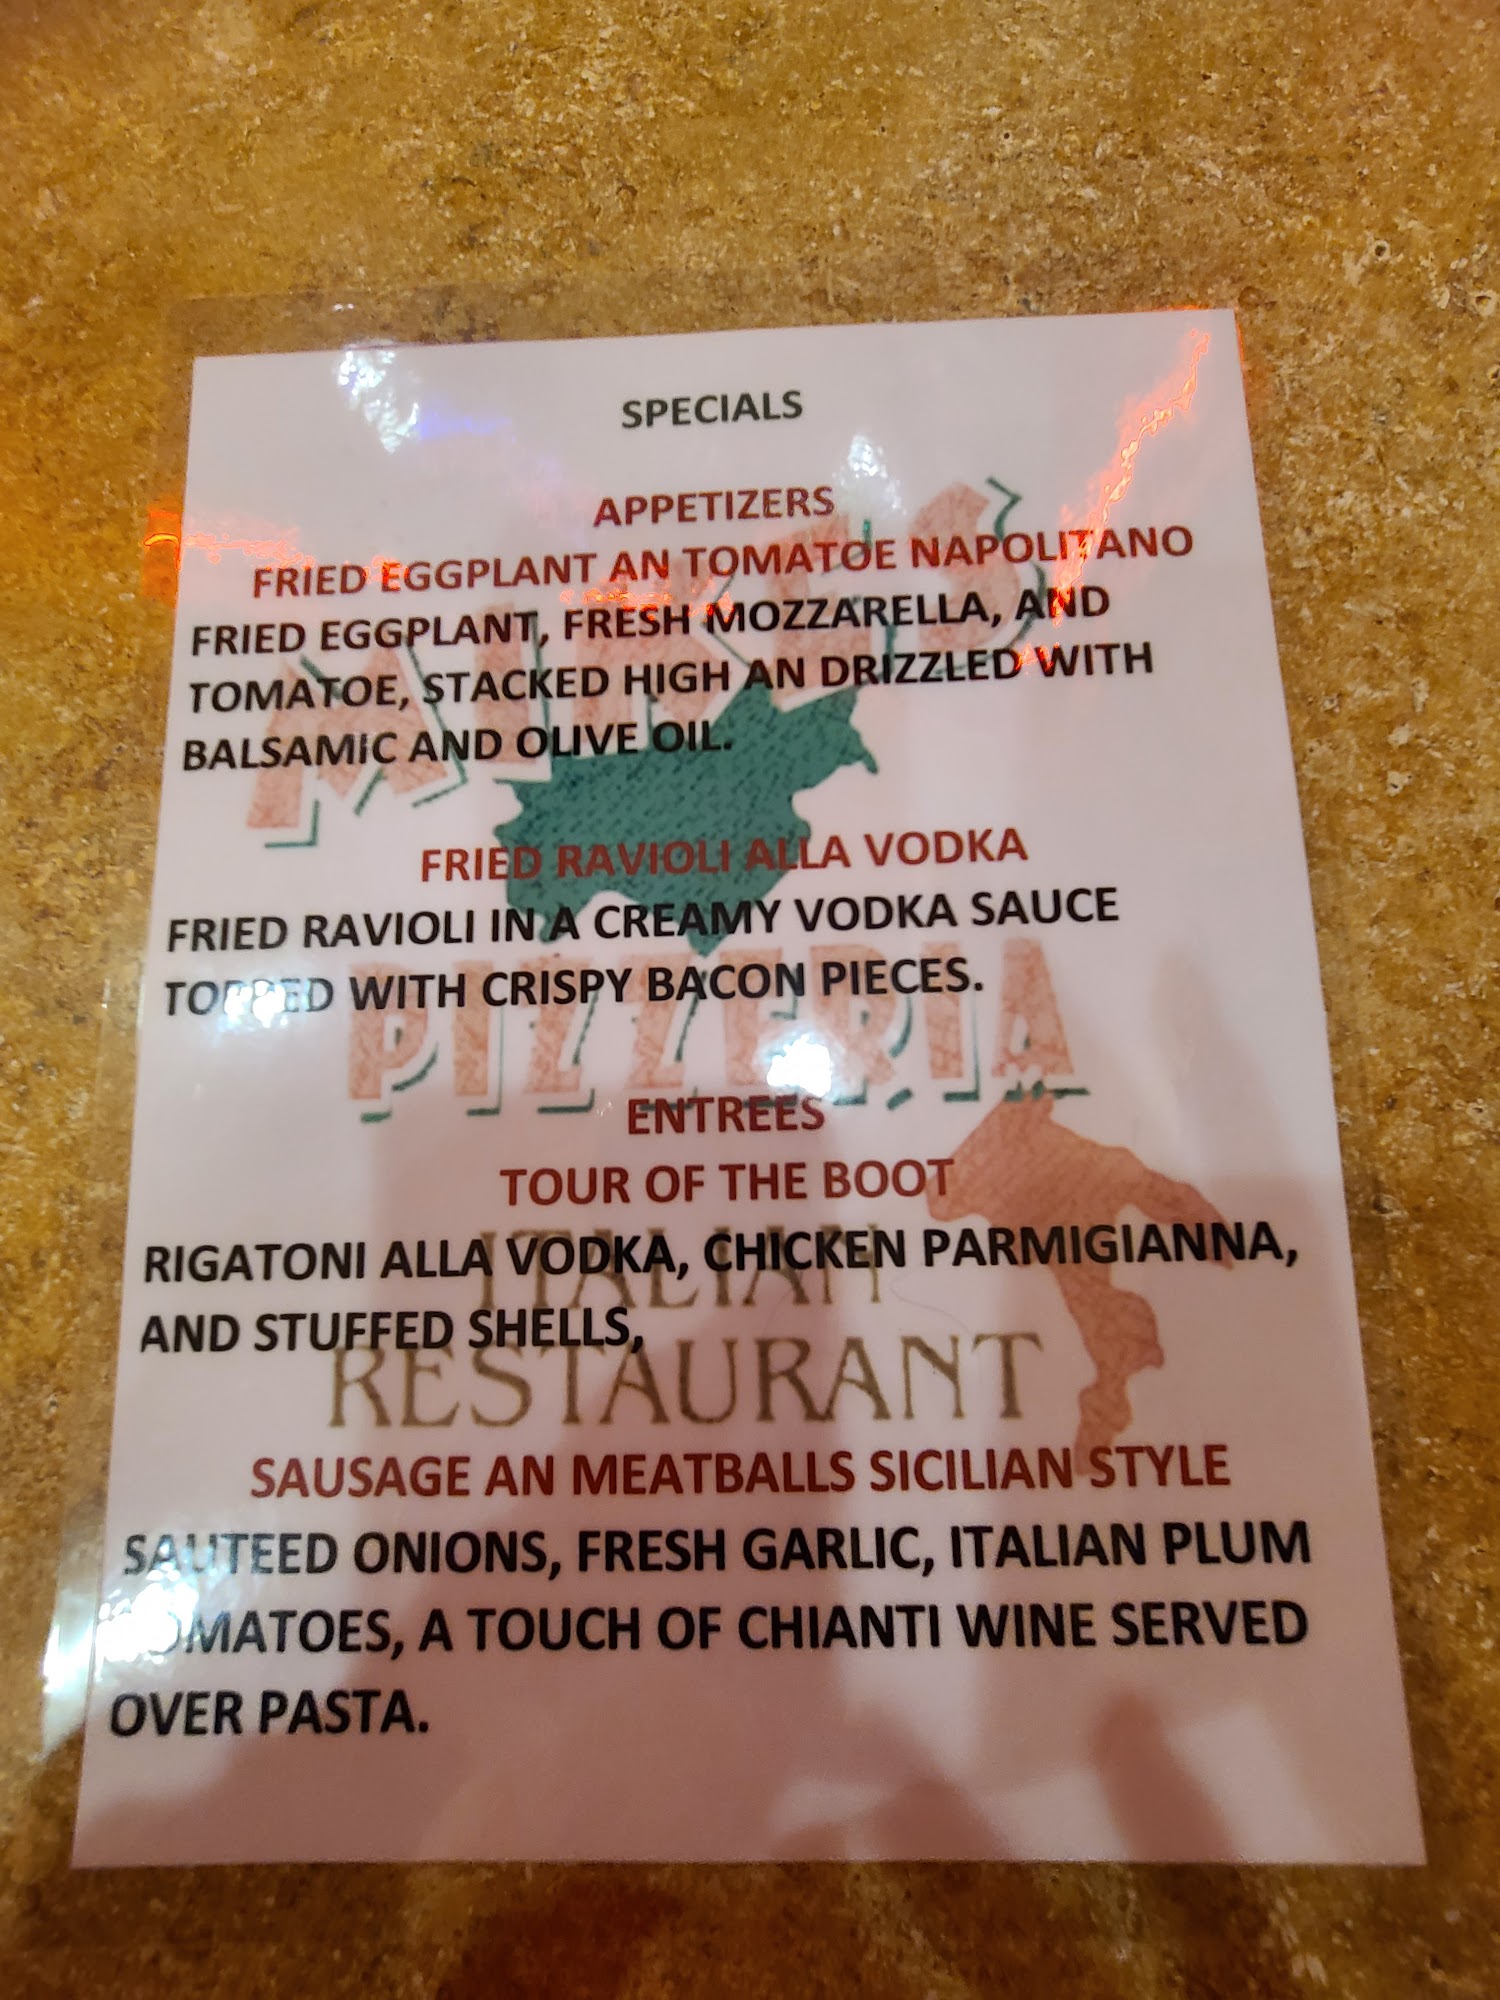 SPECIALS
APPETIZERS
FRIED EGGPLANT AN TOMATOE NAPOLITANO
FRIED EGGPLANT, FRESH MOZZARELLA, AND
TOMATOE, STACKED HIGH AN DRIZZLED WITH
BALSAMIC AND OLIVE OIL.
FRIED RAVIOLI ALLA VODKA
FRIED RAVIOLI IN A CREAMY VODKA SAUCE
TOPPED WITH CRISPY BACON PIECES.
PIZZERIA
ENTREES
TOUR OF THE BOOT
RIGATONI ALLA VODKA, CHICKEN PARMIGIANNA,
AND STUFFED SHELLS,
ITALIAN
RESTAURANT
SAUSAGE AN MEATBALLS SICILIAN STYLE
SAUTEED ONIONS, FRESH GARLIC, ITALIAN PLUM
TOMATOES, A TOUCH OF CHIANTI WINE SERVED
OVER PASTA.